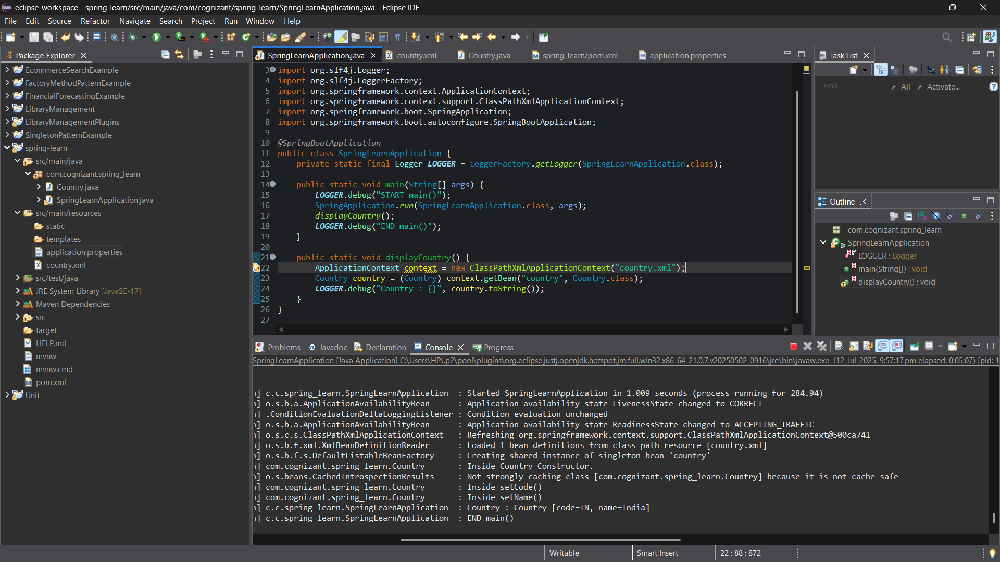 eclipse-workspace - spring-learn/src/main/java/com/cognizant/spring_learn/SpringLearnApplication.java - Eclipse IDE
File Edit Source Refactor Navigate Search Project Run Window Help
Package Explorer
EcommerceSearchExample
FactoryMethodPatternExample
FinancialForecastingExample
LibraryManagement
LibraryManagementPlugins
SingletonPatternExample
spring-learn
src/main/java
com.cognizant.spring_learn
Country.java
SpringLearnApplication.java
src/main/resources
static
templates
application.properties
country.xml
src/test/java
JRE System Library [JavaSE-17]
Maven Dependencies
src
target
HELP.md
mvnw
mvnw.cmd
pom.xml
Unit
SpringLearnApplication.java country.xml Country.java spring-learn/pom.xml application.properties
3 import org.slf4j.Logger;
4 import org.slf4j.LoggerFactory;
5 import org.springframework.context.ApplicationContext;
6 import org.springframework.context.support.ClassPathXmlApplicationContext;
7 import org.springframework.boot.SpringApplication;
8 import org.springframework.boot.autoconfigure.SpringBootApplication;
9
10 @SpringBootApplication
11 public class SpringLearnApplication {
12 private static final Logger LOGGER = LoggerFactory.getLogger(SpringLearnApplication.class);
13
14 public static void main(String[] args) {
15 LOGGER.debug("START main()");
16 SpringApplication.run(SpringLearnApplication.class, args);
17 displayCountry();
18 LOGGER.debug("END main()");
19 }
20
21 public static void displayCountry() {
22 ApplicationContext context = new ClassPathXmlApplicationContext("country.xml");
23 Country country = (Country) context.getBean("country", Country.class);
24 LOGGER.debug("Country : {}", country.toString());
25 }
26 }
27
Task List
Find All Activate...
Outline
com.cognizant.spring_learn
SpringLearnApplication
LOGGER : Logger
main(String[]) : void
displayCountry() : void
Problems Javadoc Declaration Console Progress
SpringLearnApplication [Java Application] C:\Users\HP\.p2\pool\plugins\org.eclipse.justj.openjdk.hotspot.jre.full.win32.x86_64_21.0.7.v20250502-0916\jre\bin\javaw.exe (12-Jul-2025, 9:57:17 pm elapsed: 0:05:07) [pid: 1
] c.c.spring_learn.SpringLearnApplication : Started SpringLearnApplication in 1.009 seconds (process running for 284.94)
] o.s.b.a.ApplicationAvailabilityBean : Application availability state LivenessState changed to CORRECT
] .ConditionEvaluationDeltaLoggingListener : Condition evaluation unchanged
] o.s.b.a.ApplicationAvailabilityBean : Application availability state ReadinessState changed to ACCEPTING_TRAFFIC
] o.s.c.s.ClassPathXmlApplicationContext : Refreshing org.springframework.context.support.ClassPathXmlApplicationContext@500ca741
] o.s.b.f.xml.XmlBeanDefinitionReader : Loaded 1 bean definitions from class path resource [country.xml]
] o.s.b.f.s.DefaultListableBeanFactory : Creating shared instance of singleton bean 'country'
] com.cognizant.spring_learn.Country : Inside Country Constructor.
] o.s.beans.CachedIntrospectionResults : Not strongly caching class [com.cognizant.spring_learn.Country] because it is not cache-safe
] com.cognizant.spring_learn.Country : Inside setCode()
] com.cognizant.spring_learn.Country : Inside setName()
] c.c.spring_learn.SpringLearnApplication : Country : Country [code=IN, name=India]
] c.c.spring_learn.SpringLearnApplication : END main()
Writable Smart Insert 22 : 88 : 872